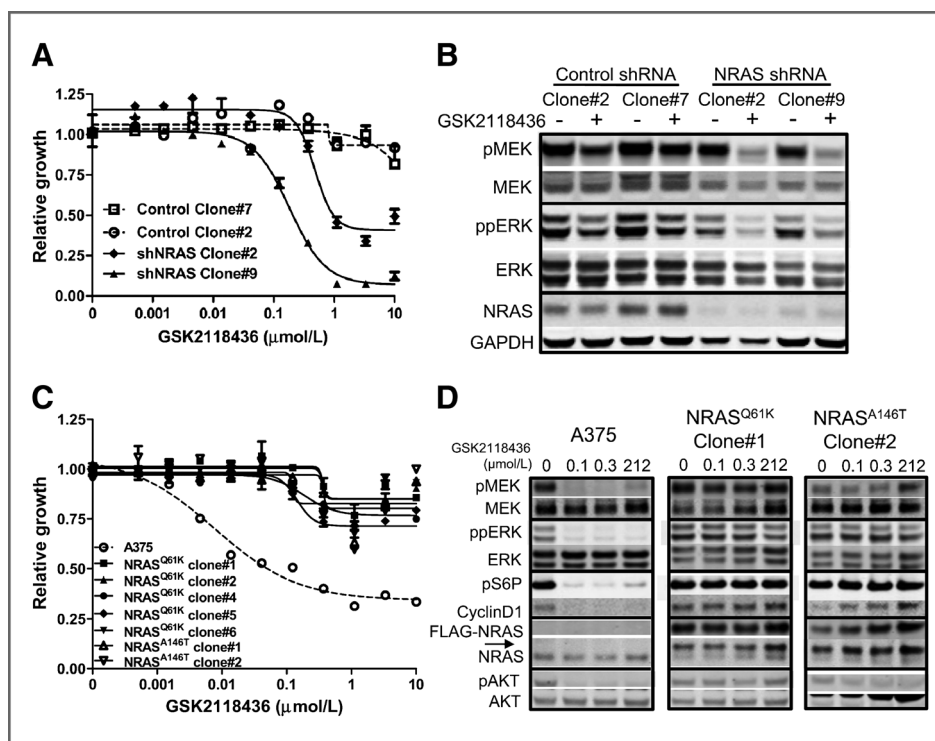 A
1.25
1.00
0.75
0.50
0.25
0.00
Relative growth
Control Clone#7
Control Clone#2
shNRAS Clone#2
shNRAS Clone#9
0 0.001 0.01 0.1 1 10
GSK2118436 (μmol/L)
B
Control shRNA NRAS shRNA
Clone#2 Clone#7 Clone#2 Clone#9
GSK2118436 - + - + - + - +
pMEK
MEK
ppERK
ERK
NRAS
GAPDH
C
1.25
1.00
0.75
0.50
0.25
0.00
Relative growth
A375
NRASQ61K clone#1
NRASQ61K clone#2
NRASQ61K clone#4
NRASQ61K clone#5
NRASQ61K clone#6
NRASA146T clone#1
NRASA146T clone#2
0 0.001 0.01 0.1 1 10
GSK2118436 (μmol/L)
D
A375
NRASQ61K
Clone#1
NRASA146T
Clone#2
GSK2118436
(μmol/L) 0 0.1 0.3 212 0 0.1 0.3 212 0 0.1 0.3 212
pMEK
MEK
ppERK
ERK
pS6P
CyclinD1
FLAG-NRAS
NRAS
pAKT
AKT